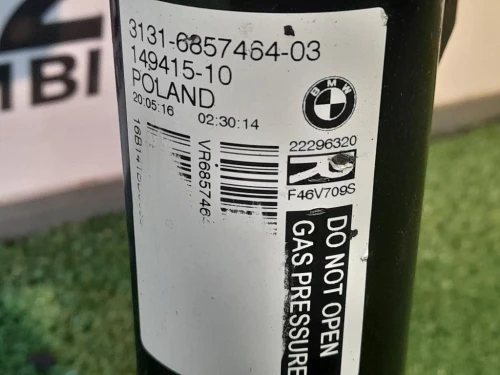 3131-6857464-03
149415-10
POLAND
20:05:16 02:30:14
BMW
22296320
F46V709S
VR685746
DO NOT OPEN
GAS PRESSURE